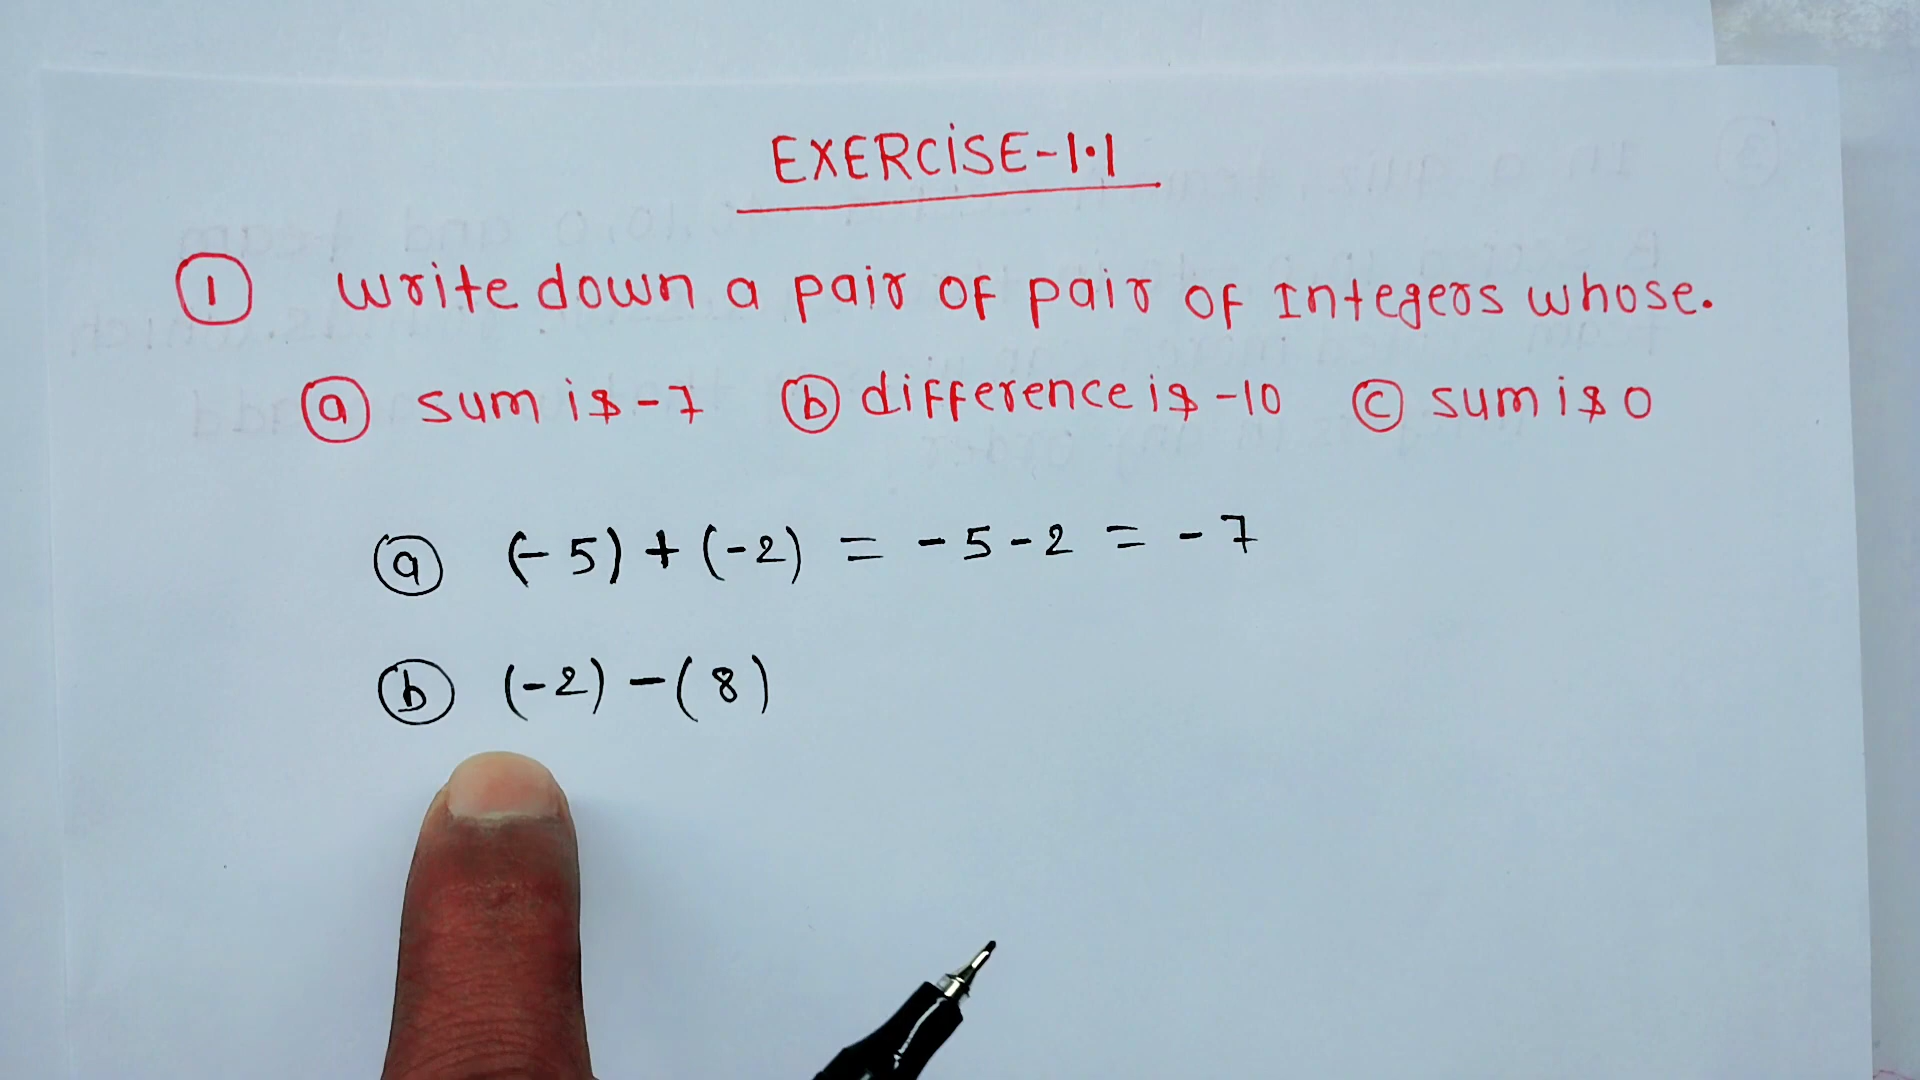 EXERCISE-1.1
① write down a pair of pair of Integers whose.
ⓐ sum is -7 ⓑ difference is -10 ⓒ sum is 0
ⓐ (-5) + (-2) = -5-2 = -7
ⓑ (-2) - (8)